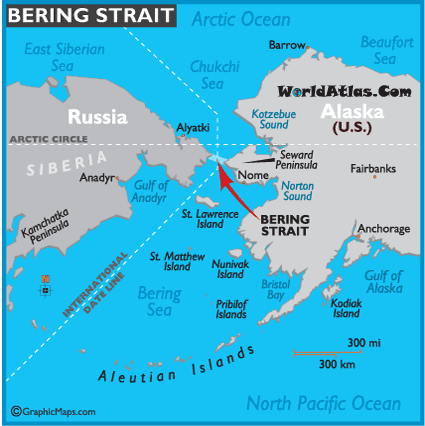 BERING STRAIT
Arctic Ocean
East Siberian
Sea
Chukchi
Sea
Barrow
Beaufort
Sea
WorldAtlas.Com
Russia
Alyatki
Kotzebue
Sound
Alaska
(U.S.)
ARCTIC CIRCLE
SIBERIA
Seward
Peninsula
Anadyr
Gulf of
Anadyr
Nome
Norton
Sound
Fairbanks
Kamchatka
Peninsula
St. Lawrence
Island
BERING
STRAIT
Anchorage
St. Matthew
Island
Nunivak
Island
INTERNATIONAL
DATE LINE
Bering
Sea
Pribilof
Islands
Bristol
Bay
Kodiak
Island
Gulf of
Alaska
Aleutian Islands
300 mi
300 km
North Pacific Ocean
©GraphicMaps.com